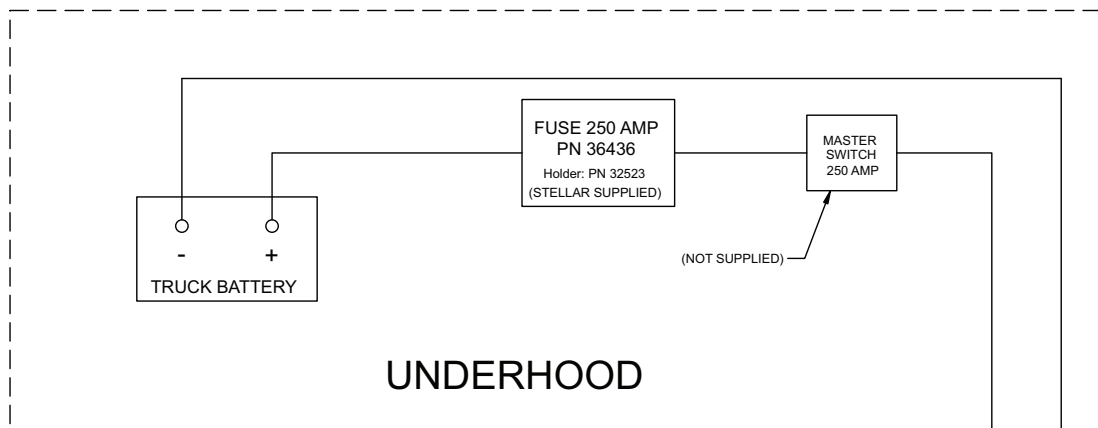 FUSE 250 AMP
PN 36436
Holder: PN 32523
(STELLAR SUPPLIED)
MASTER
SWITCH
250 AMP
(NOT SUPPLIED)
- +
TRUCK BATTERY
UNDERHOOD